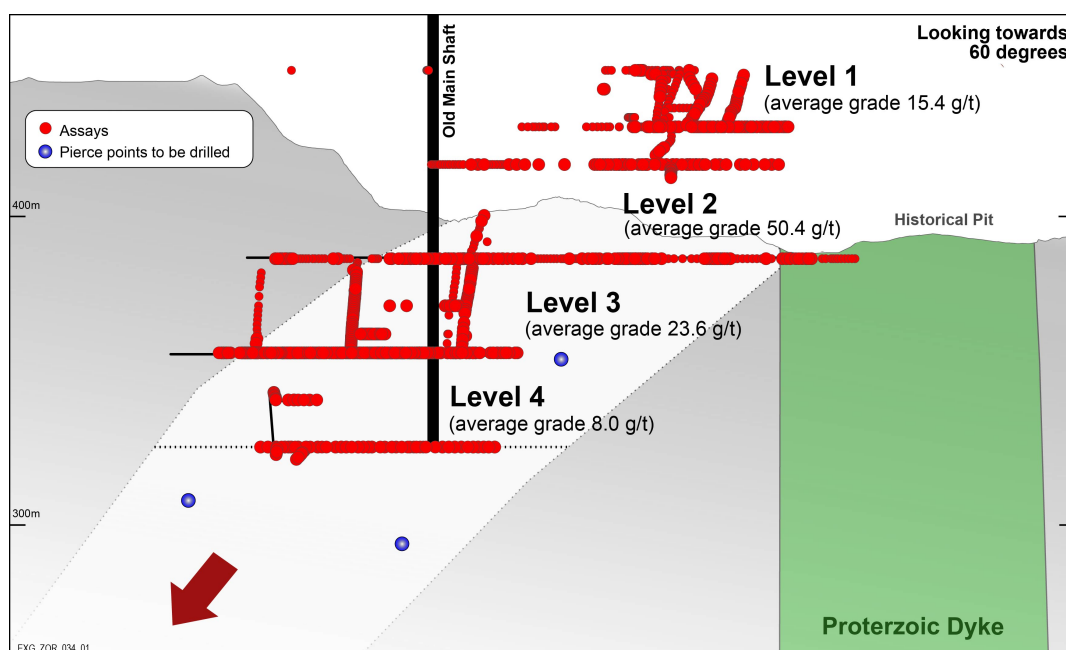 Looking towards
60 degrees
Old Main Shaft
Level 1
(average grade 15.4 g/t)
Assays
Pierce points to be drilled
400m
Level 2
(average grade 50.4 g/t)
Historical Pit
Level 3
(average grade 23.6 g/t)
Level 4
(average grade 8.0 g/t)
300m
Proterzoic Dyke
EXG_ZOR_034_01